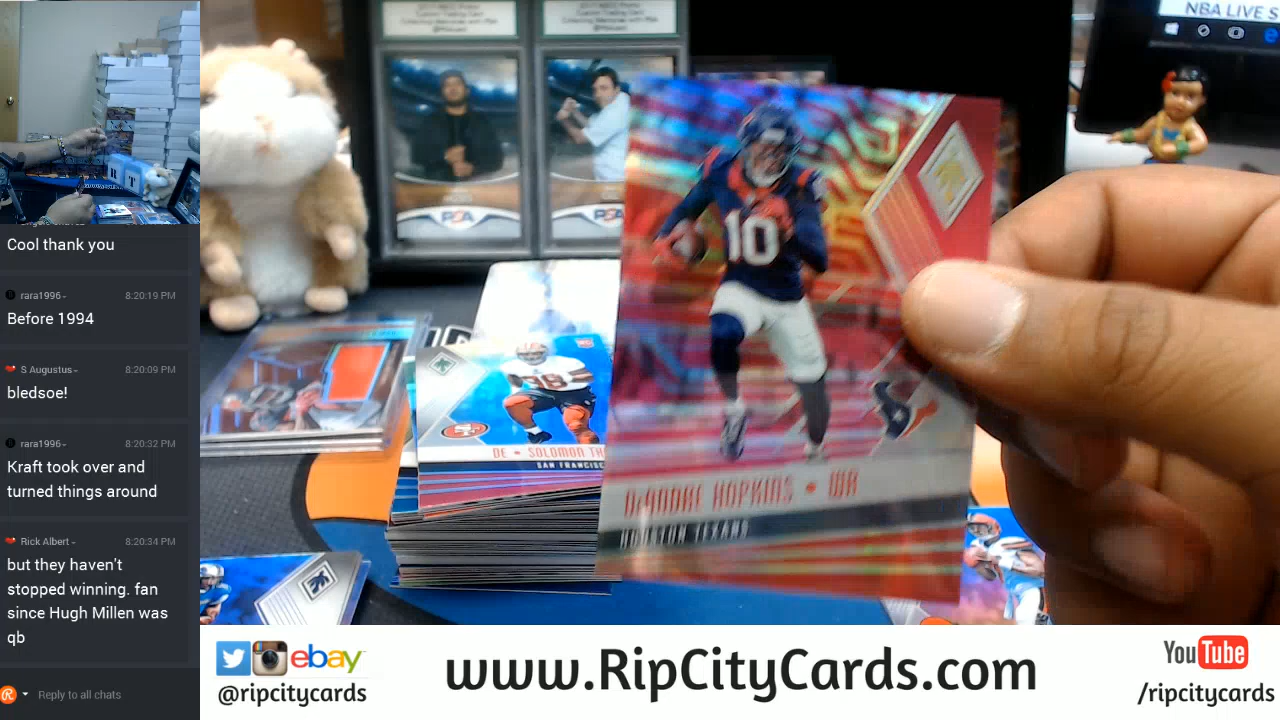 Cool thank you
rara1996-
8:20:19 PM
Before 1994
S Augustus-
8:20:09 PM
bledsoe!
rara1996-
8:20:32 PM
Kraft took over and
turned things around
Rick Albert-
8:20:34 PM
but they haven't
stopped winning. fan
since Hugh Millen was
qb
Reply to all chats
PSA
NBA LIVE S
10
DEANDRE HOPKINS • WR
HOUSTON TEXANS
DE • SOLOMON TH
SAN FRANCISC
ebay
@ripcitycards
www.RipCityCards.com
YouTube
/ripcitycards